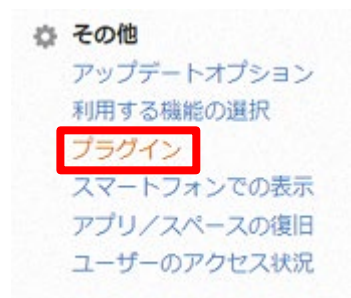 その他
アップデートオプション
利用する機能の選択
プラグイン
スマートフォンでの表示
アプリ/スペースの復旧
ユーザーのアクセス状況